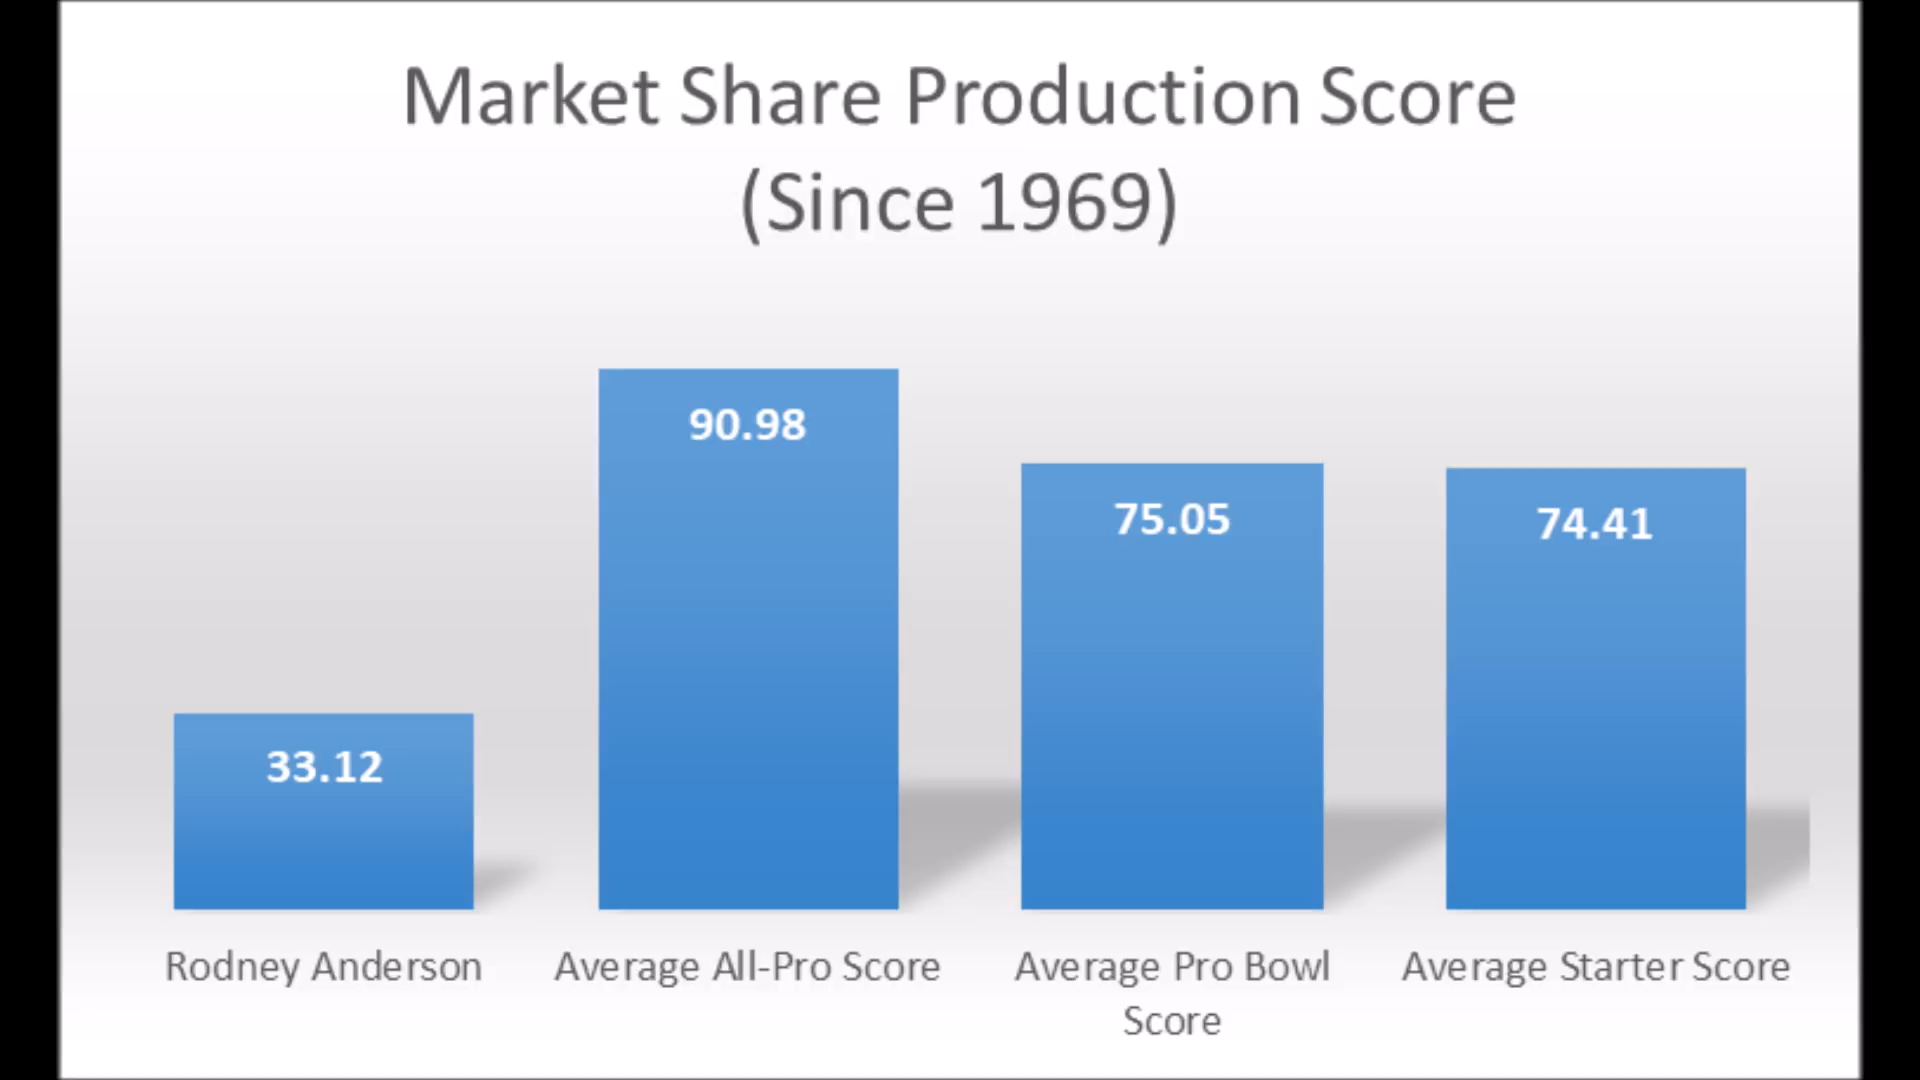 Market Share Production Score
(Since 1969)
90.98
75.05
74.41
33.12
Rodney Anderson
Average All-Pro Score
Average Pro Bowl
Score
Average Starter Score